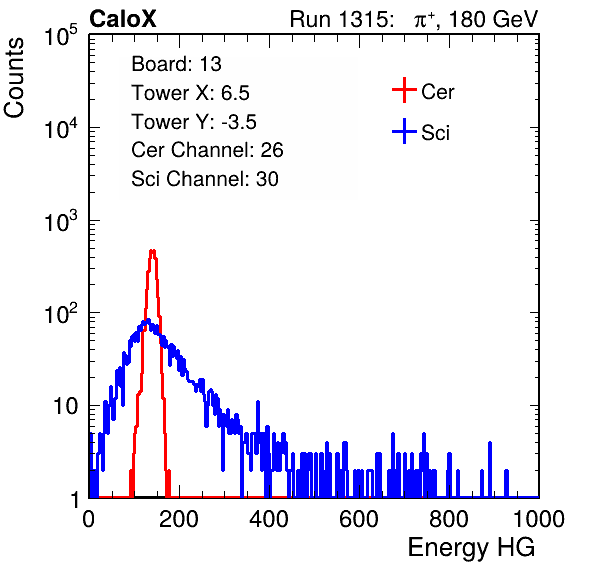 CaloX Run 1315: π⁺, 180 GeV
Counts
10⁵
10⁴
10³
10²
10
1
Board: 13
Tower X: 6.5
Tower Y: -3.5
Cer Channel: 26
Sci Channel: 30
Cer
Sci
0 200 400 600 800 1000
Energy HG